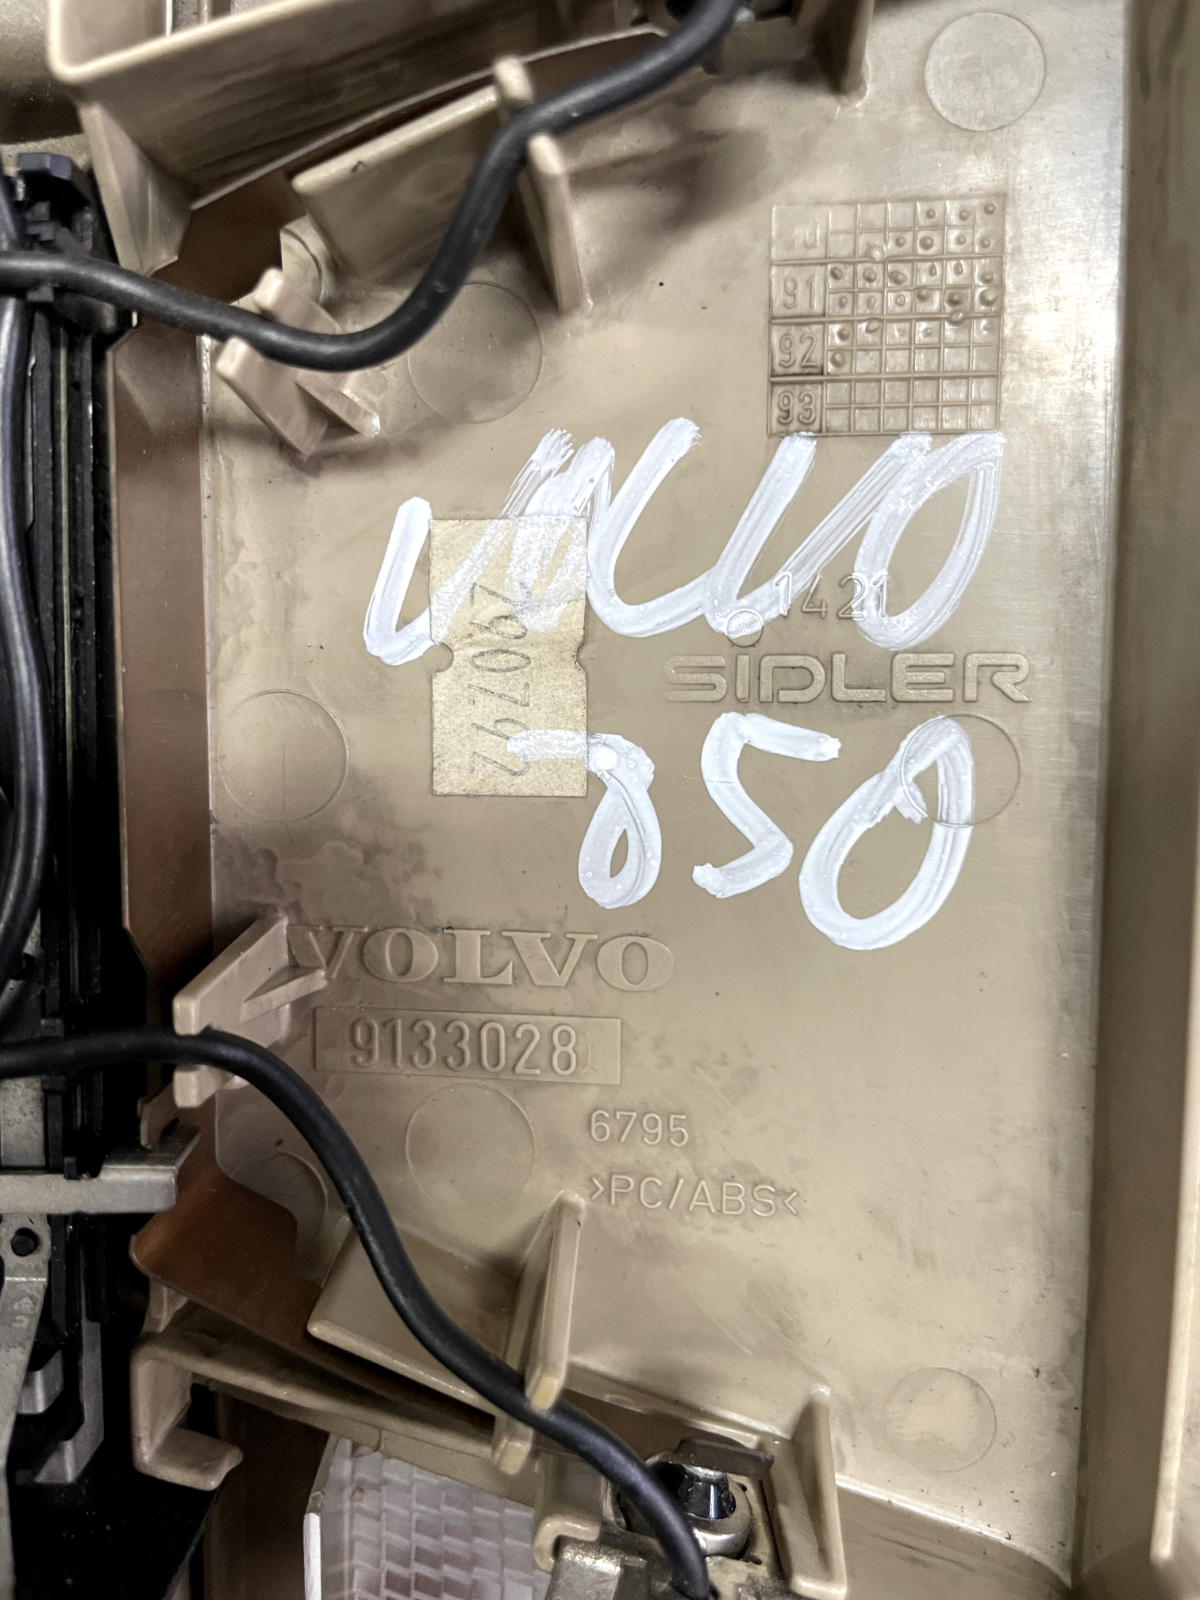 91
92
93
VOLVO
1421
SIDLER
850
VOLVO
9133028
6795
>PC/ABS<